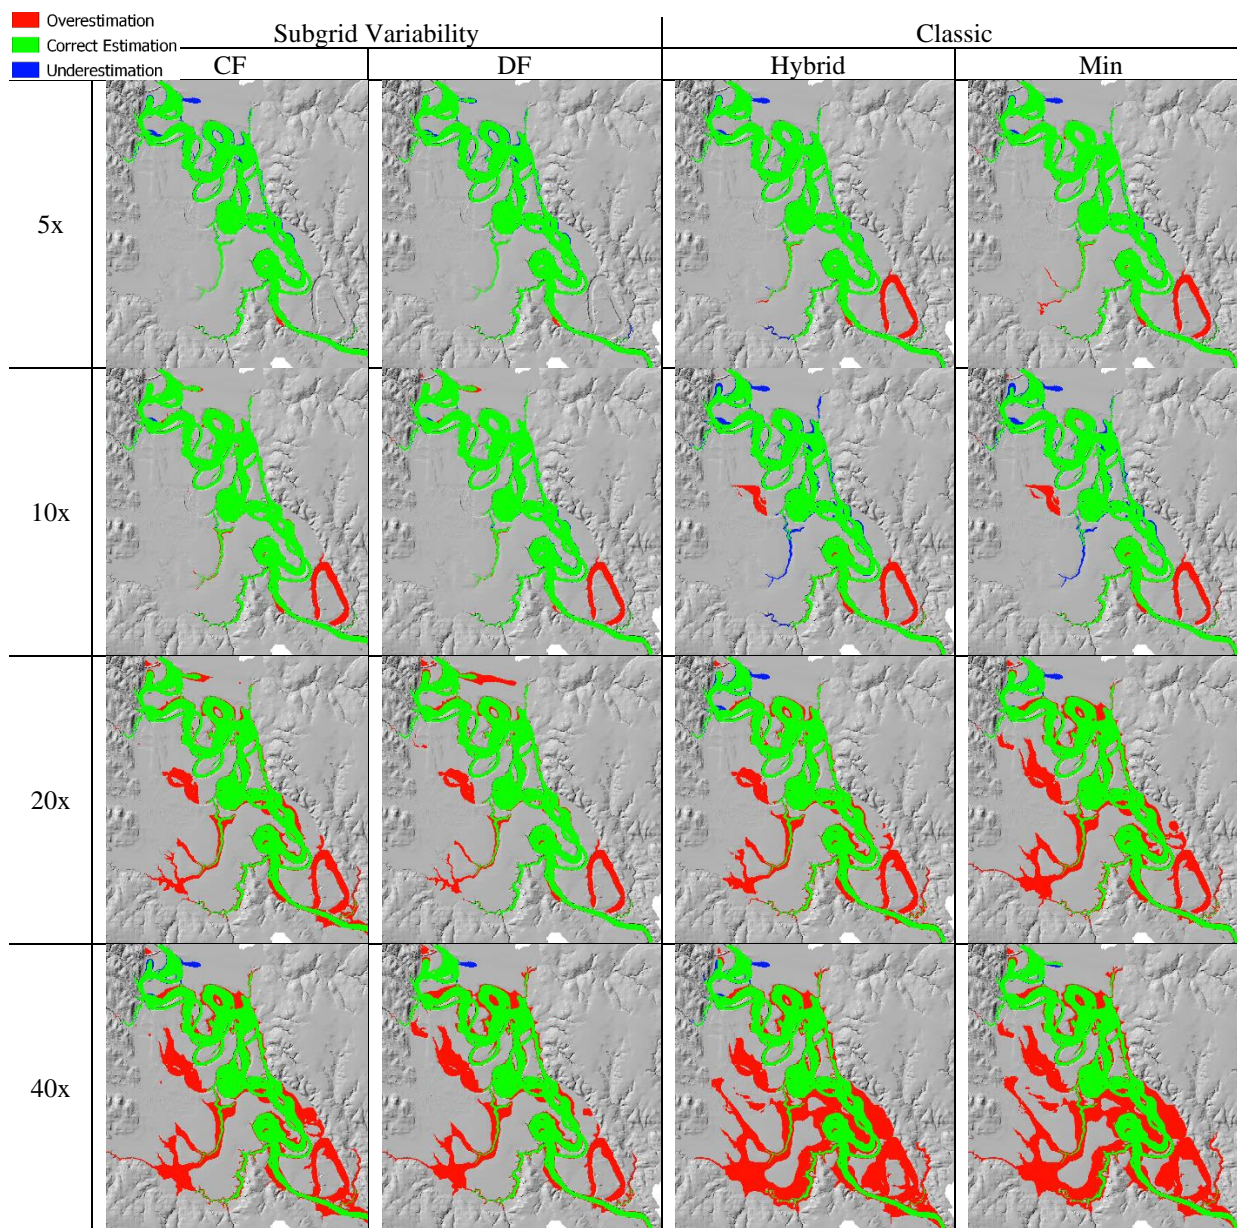 Overestimation
Correct Estimation
Underestimation
Subgrid Variability
Classic
CF
DF
Hybrid
Min
5x
10x
20x
40x